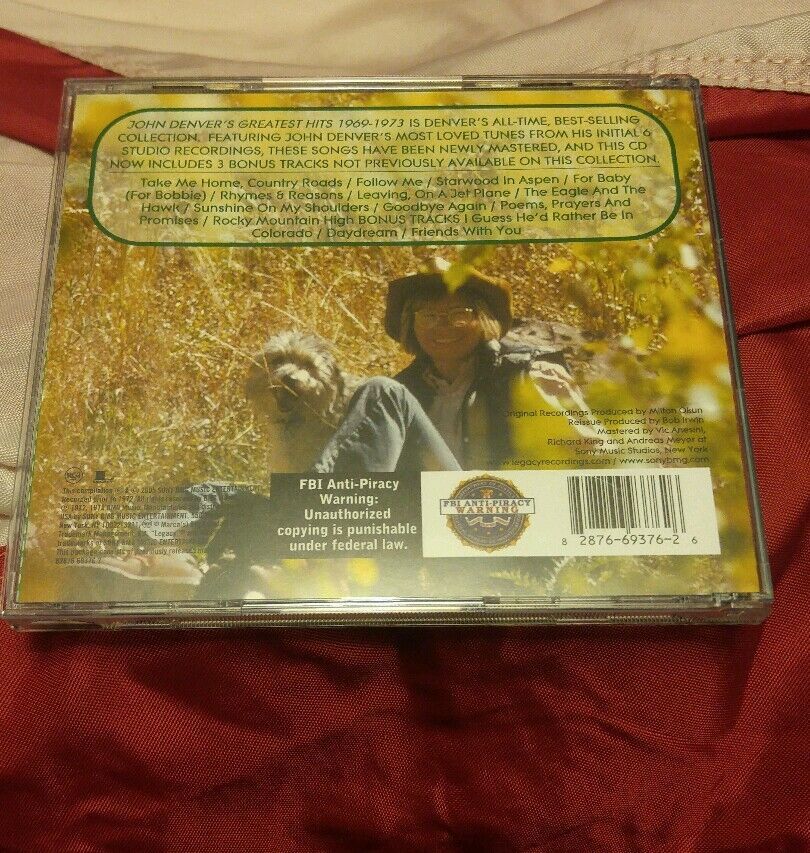 JOHN DENVER'S GREATEST HITS 1969-1973 IS DENVER'S ALL-TIME, BEST-SELLING
COLLECTION, FEATURING JOHN DENVER'S MOST LOVED TUNES FROM HIS INITIAL 6
STUDIO RECORDINGS, THESE SONGS HAVE BEEN NEWLY MASTERED, AND THIS CD
NOW INCLUDES 3 BONUS TRACKS NOT PREVIOUSLY AVAILABLE ON THIS COLLECTION.
Take Me Home, Country Roads / Follow Me / Starwood In Aspen / For Baby
(For Bobbie) / Rhymes & Reasons / Leaving, On A Jet Plane / The Eagle And The
Hawk / Sunshine On My Shoulders / Goodbye Again / Poems, Prayers And
Promises / Rocky Mountain High BONUS TRACKS I Guess He'd Rather Be In
Colorado / Daydream / Friends With You
Original Recordings Produced by Milton Okun
Reissue Produced by Bob Irwin
Mastered by Vic Anesini,
Richard King and Andreas Meyer at
Sony Music Studios, New York
www.legacyrecordings.com / www.sonybmg.com
This compilation ℗ & © 2005 SONY BMG MUSIC ENTERTAINMENT
FBI Anti-Piracy
Warning:
Unauthorized
copying is punishable
under federal law.
FBI ANTI-PIRACY
WARNING
8 2876-69376-2 6